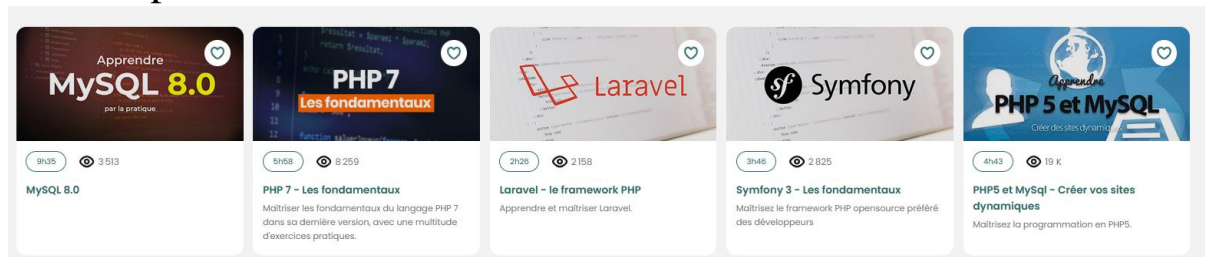 Apprendre
MySQL 8.0
par la pratique
9h35 3 513
MySQL 8.0
PHP 7
Les fondamentaux
5h58 8 259
PHP 7 - Les fondamentaux
Maîtriser les fondamentaux du langage PHP 7
dans sa dernière version, avec une multitude
d'exercices pratiques.
Laravel
2h26 2 158
Laravel - le framework PHP
Apprendre et maîtriser Laravel.
sf Symfony
3h46 2 825
Symfony 3 - Les fondamentaux
Maîtrisez le framework PHP opensource préféré
des développeurs
Apprendre
PHP 5 et MySQL
Créer des sites dynamiques
4h43 19 K
PHP5 et MySql - Créer vos sites
dynamiques
Maîtrisez la programmation en PHP5.